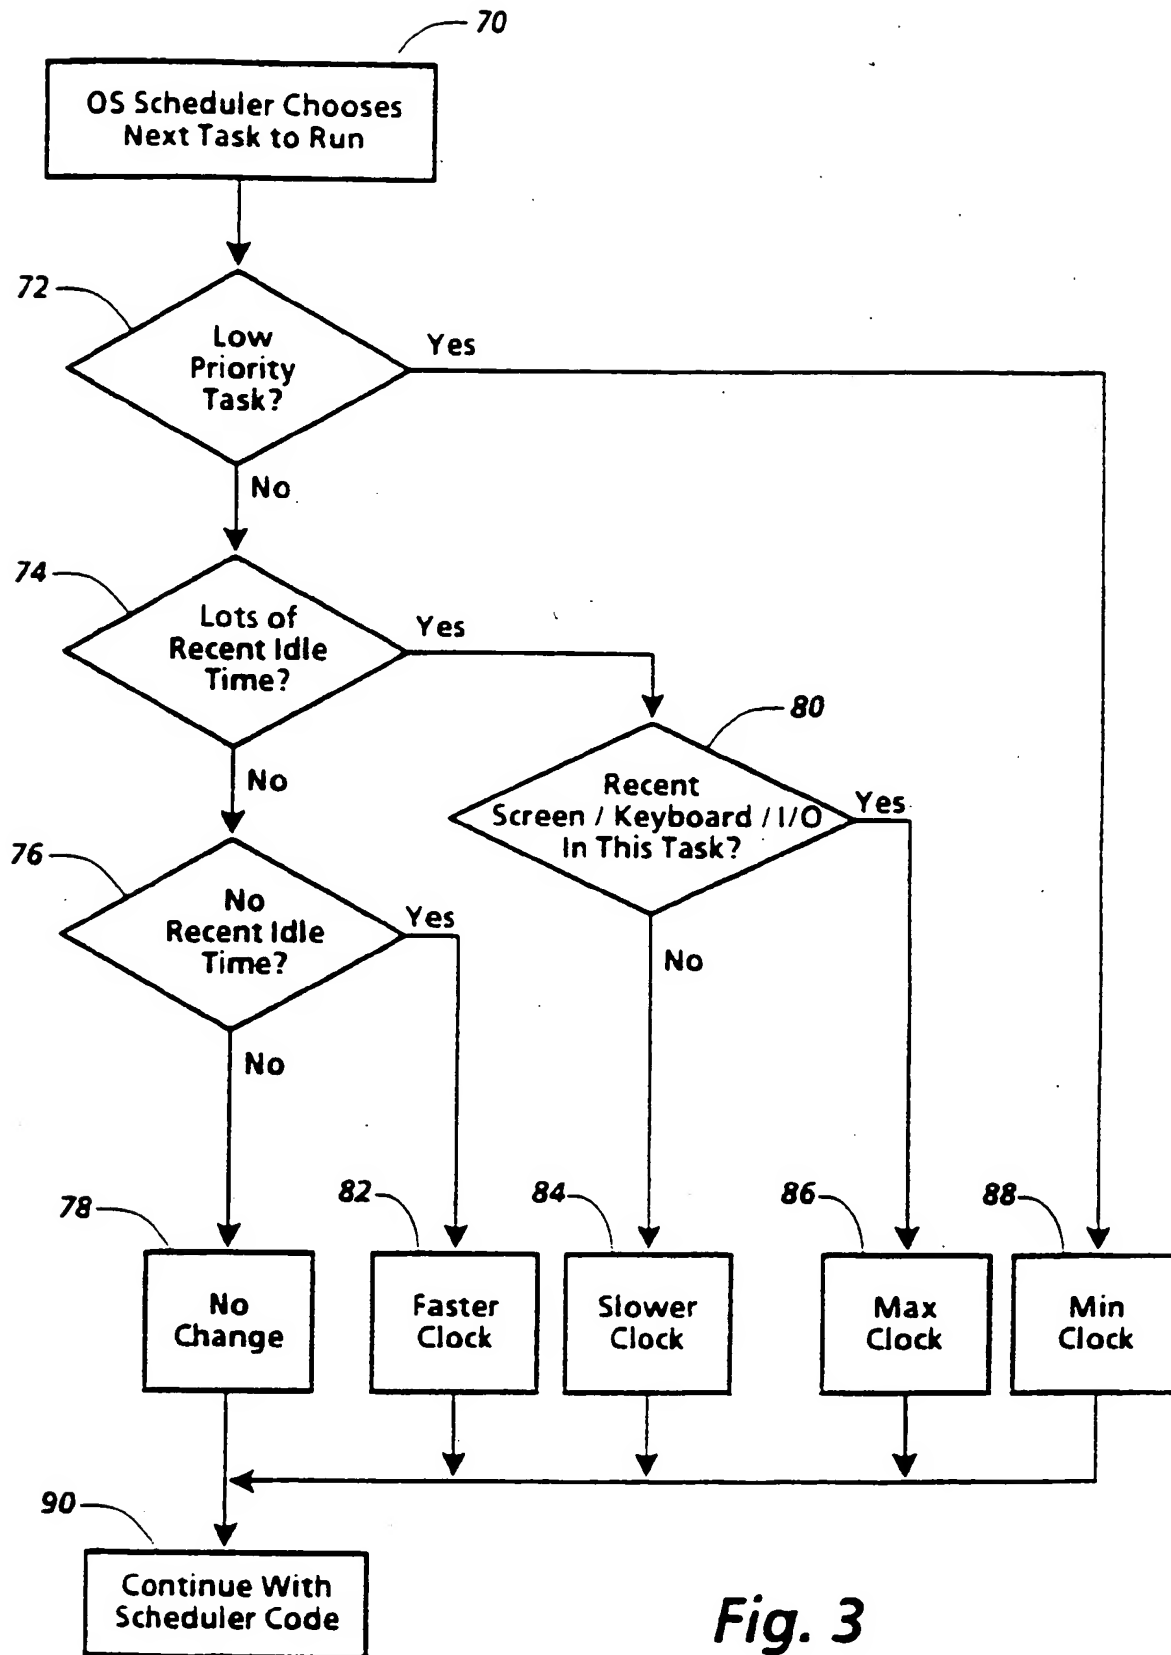 70
OS Scheduler Chooses
Next Task to Run
72
Low
Priority
Task?
Yes
No
74
Lots of
Recent Idle
Time?
Yes
No
80
Recent
Screen / Keyboard / I/O
In This Task?
Yes
No
76
No
Recent Idle
Time?
Yes
No
78
No
Change
82
Faster
Clock
84
Slower
Clock
86
Max
Clock
88
Min
Clock
90
Continue With
Scheduler Code
Fig. 3